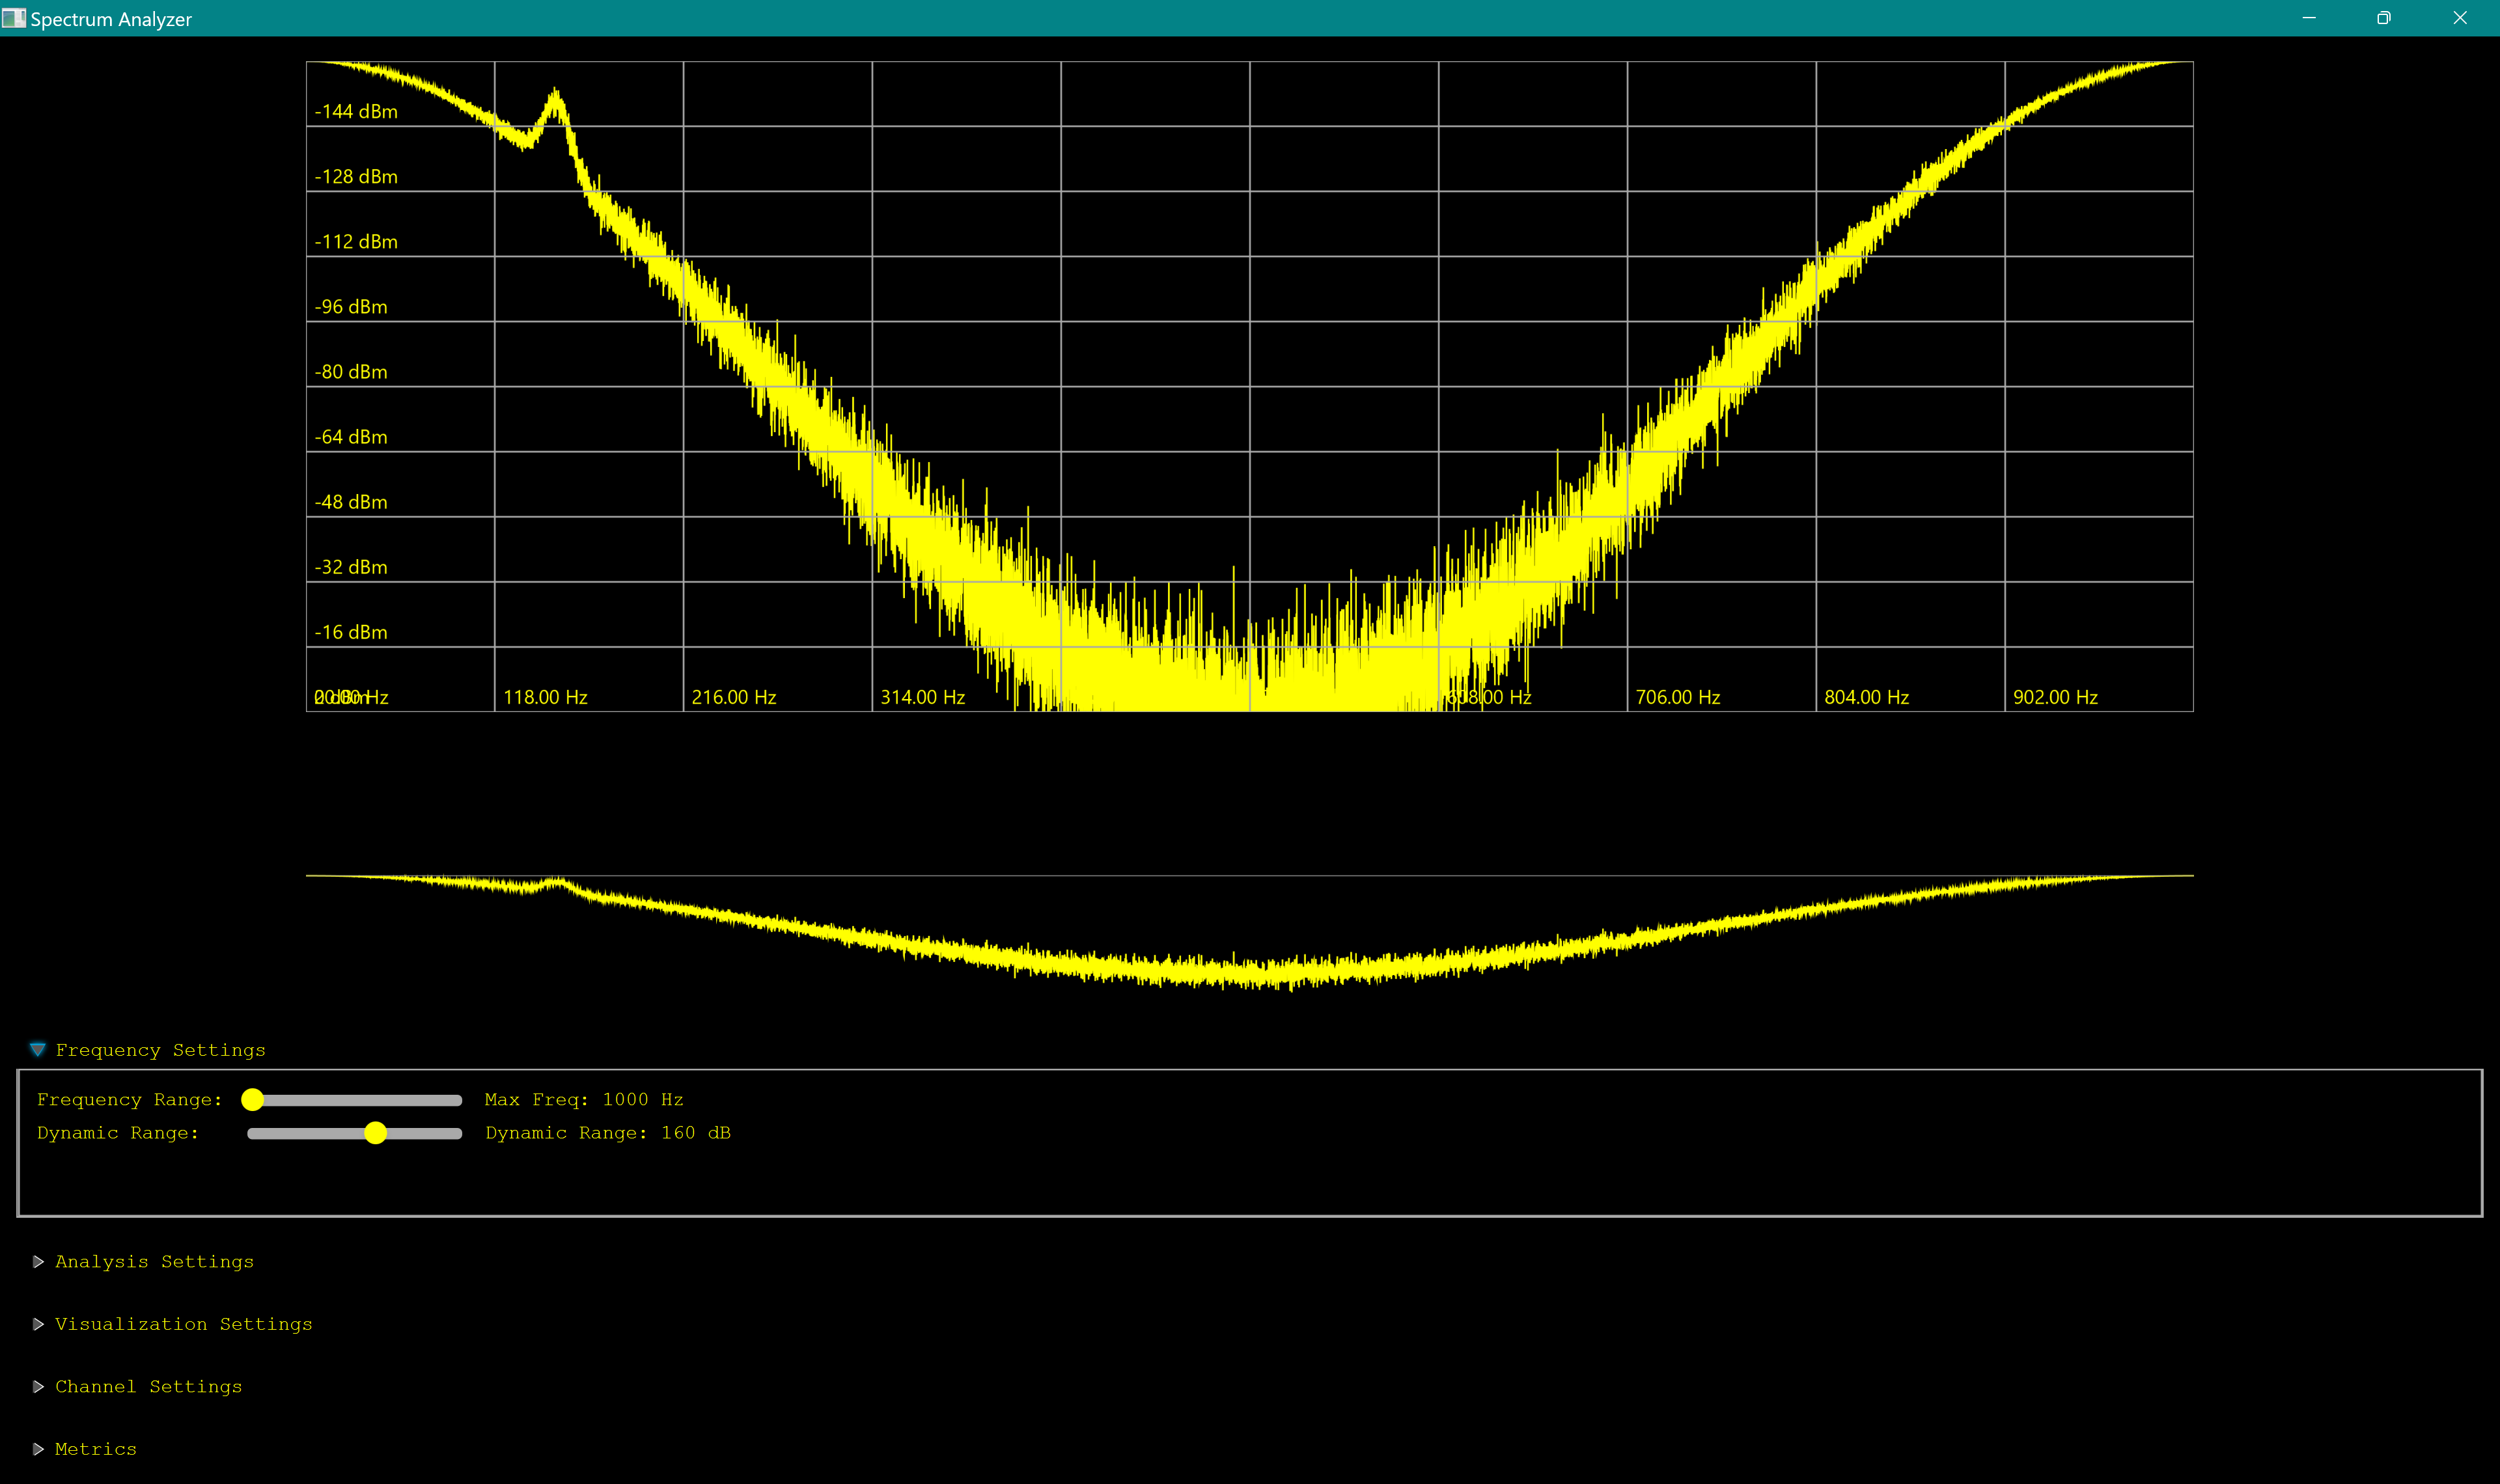 Spectrum Analyzer
-144 dBm
-128 dBm
-112 dBm
-96 dBm
-80 dBm
-64 dBm
-48 dBm
-32 dBm
-16 dBm
0 dBm
20.00 Hz
118.00 Hz
216.00 Hz
314.00 Hz
608.00 Hz
706.00 Hz
804.00 Hz
902.00 Hz
Frequency Settings
Frequency Range: Max Freq: 1000 Hz
Dynamic Range: Dynamic Range: 160 dB
Analysis Settings
Visualization Settings
Channel Settings
Metrics